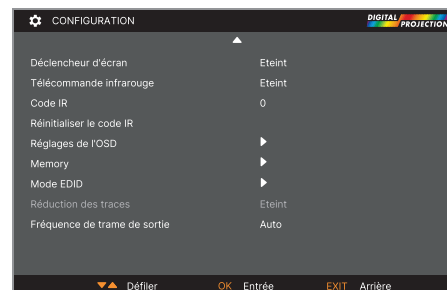 CONFIGURATION
DIGITAL PROJECTION
Déclencheur d'écran Eteint
Télécommande infrarouge Eteint
Code IR 0
Réinitialiser le code IR
Réglages de l'OSD
Memory
Mode EDID
Réduction des traces Eteint
Fréquence de trame de sortie Auto
Défiler OK Entrée EXIT Arrière